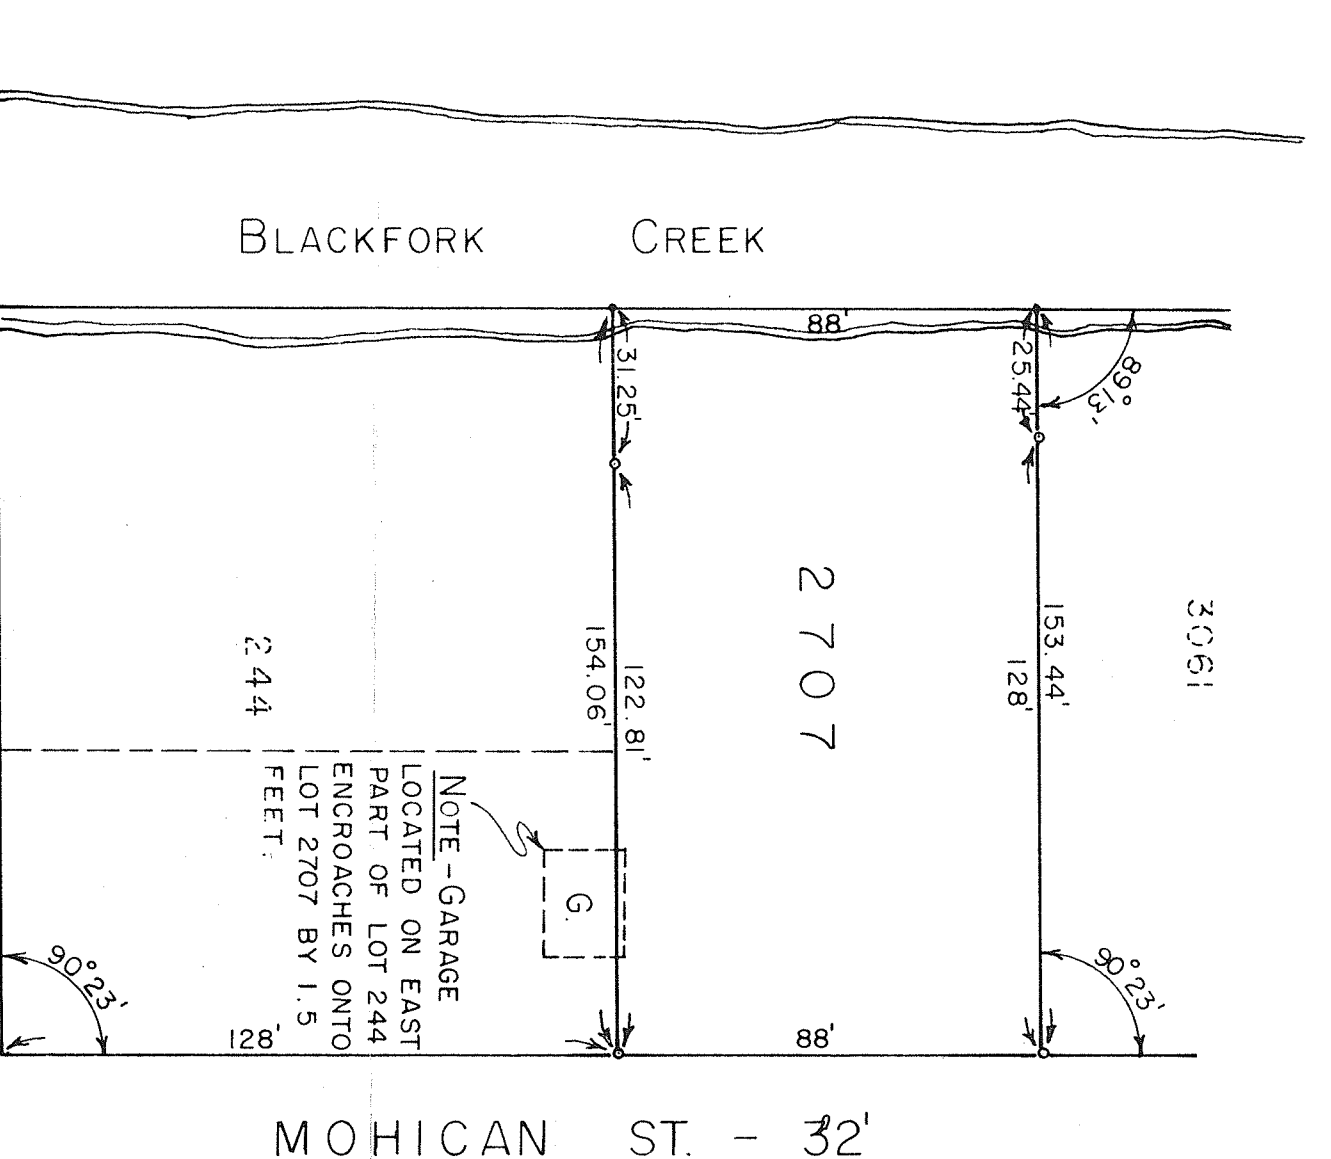 BLACKFORK CREEK
88'
31.25'
25.44'
89°13'
2707
3061
244
154.06'
122.81'
153.44'
128'
NOTE - GARAGE
LOCATED ON EAST
PART OF LOT 244
ENCROACHES ONTO
LOT 2707 BY 1.5
FEET.
G.
90°23'
90°23'
128'
88'
MOHICAN ST. - 32'